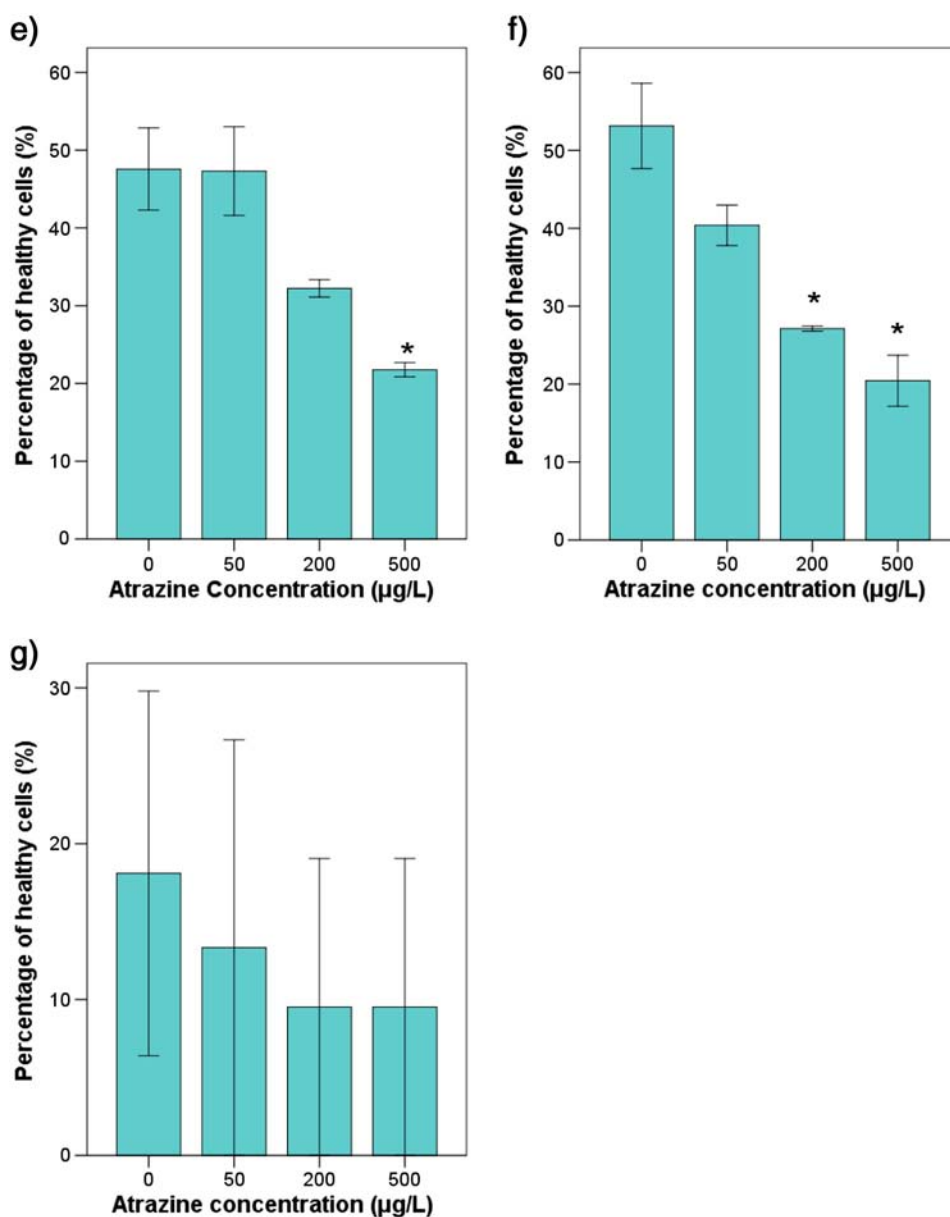 e)
Percentage of healthy cells (%)
60
50
40
30
20
10
0
*
0 50 200 500
Atrazine Concentration (µg/L)
f)
Percentage of healthy cells (%)
60
50
40
30
20
10
0
*
*
0 50 200 500
Atrazine concentration (µg/L)
g)
Percentage of healthy cells (%)
30
20
10
0
0 50 200 500
Atrazine concentration (µg/L)